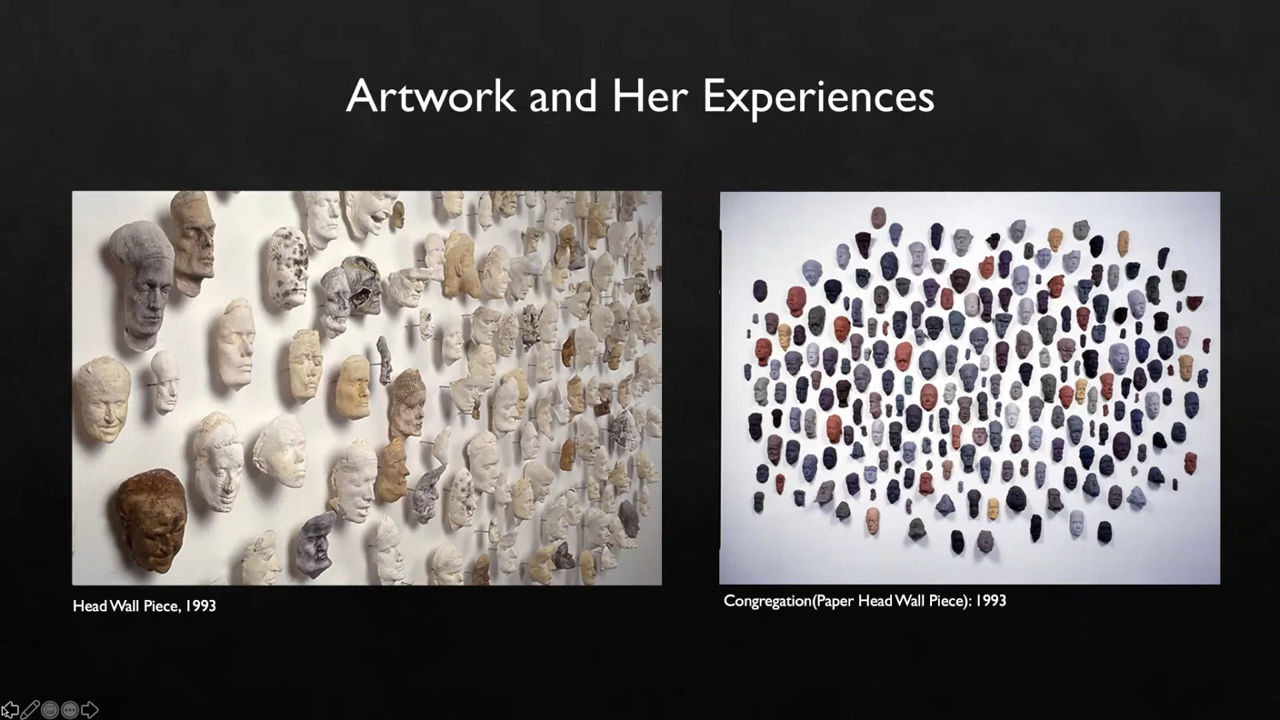 Artwork and Her Experiences
Head Wall Piece, 1993
Congregation(Paper Head Wall Piece): 1993